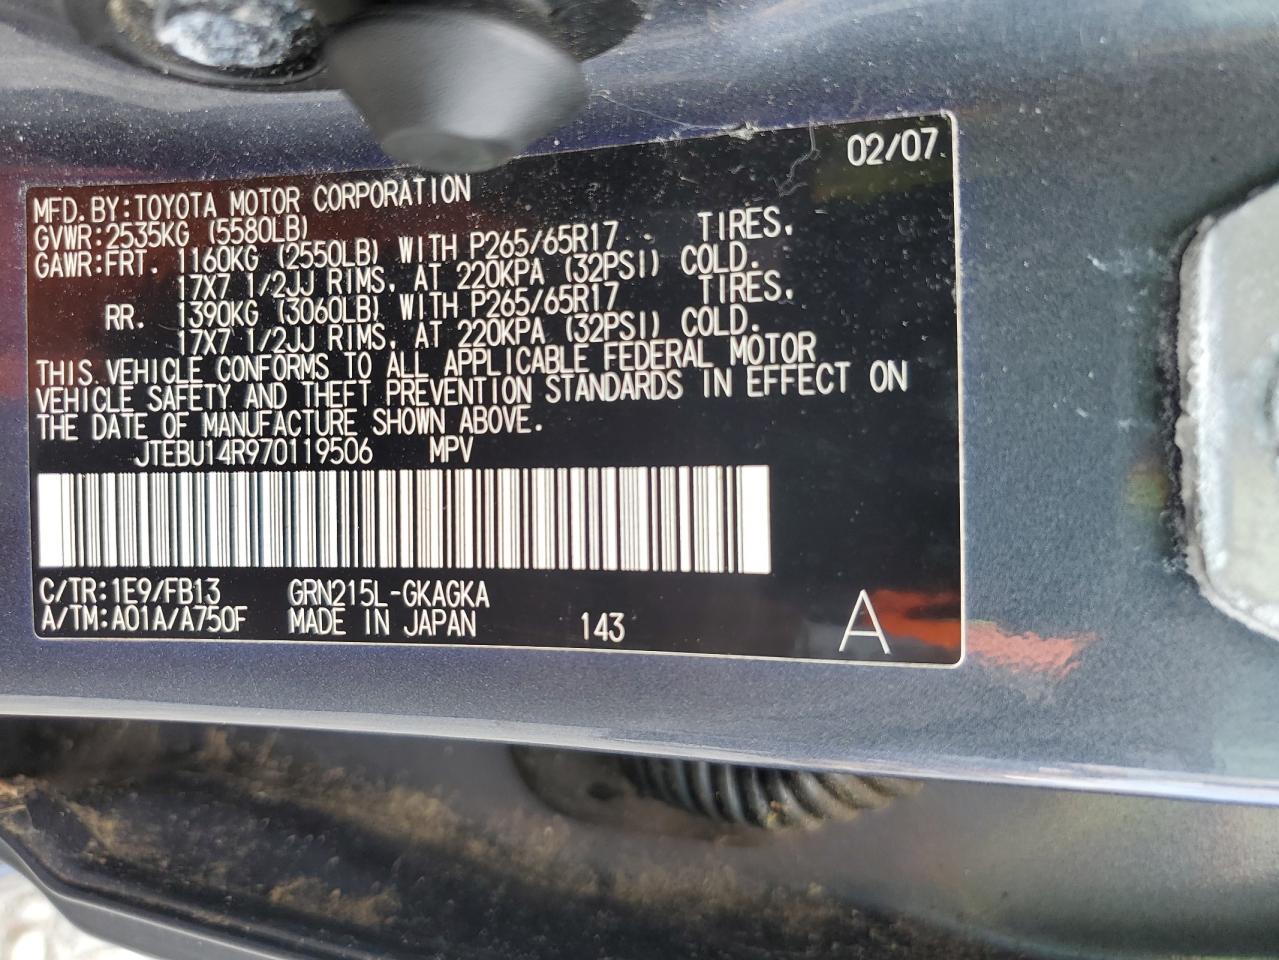 02/07
MFD.BY:TOYOTA MOTOR CORPORATION
GVWR:2535KG (5580LB)
GAWR:FRT. 1160KG (2550LB) WITH P265/65R17 TIRES.
17X7 1/2JJ RIMS, AT 220KPA (32PSI) COLD.
RR. 1390KG (3060LB) WITH P265/65R17 TIRES.
17X7 1/2JJ RIMS, AT 220KPA (32PSI) COLD.
THIS VEHICLE CONFORMS TO ALL APPLICABLE FEDERAL MOTOR
VEHICLE SAFETY AND THEFT PREVENTION STANDARDS IN EFFECT ON
THE DATE OF MANUFACTURE SHOWN ABOVE.
JTEBU14R970119506 MPV
C/TR:1E9/FB13 GRN215L-GKAGKA
A/TM:A01A/A750F MADE IN JAPAN 143 A